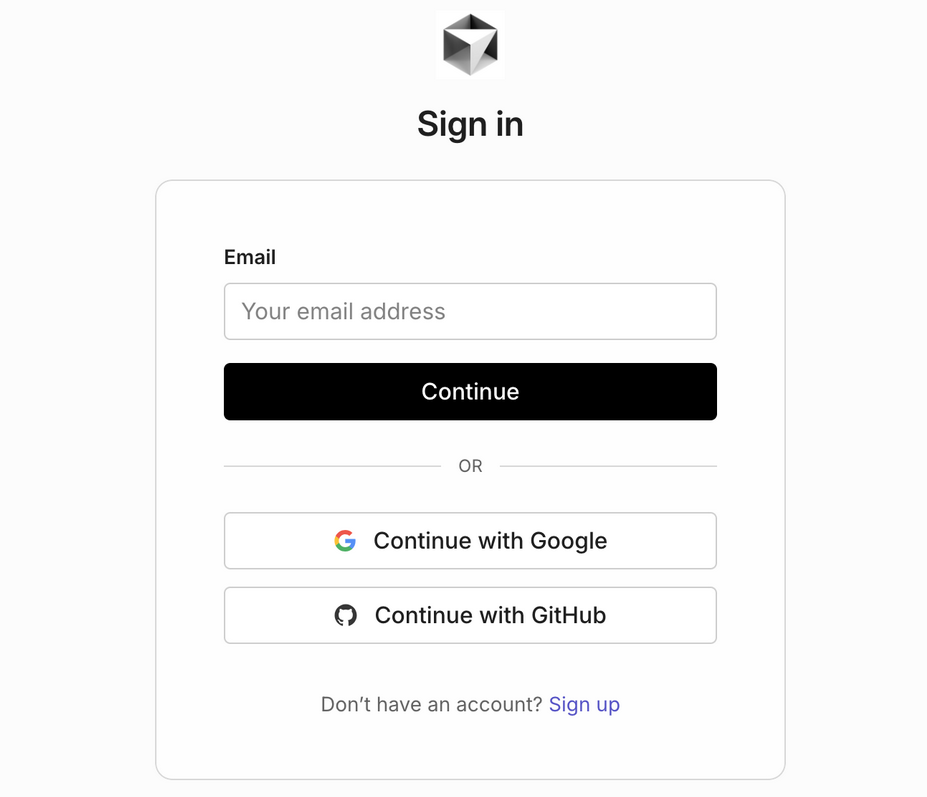 Sign in
Email
Your email address
Continue
OR
Continue with Google
Continue with GitHub
Don’t have an account? Sign up